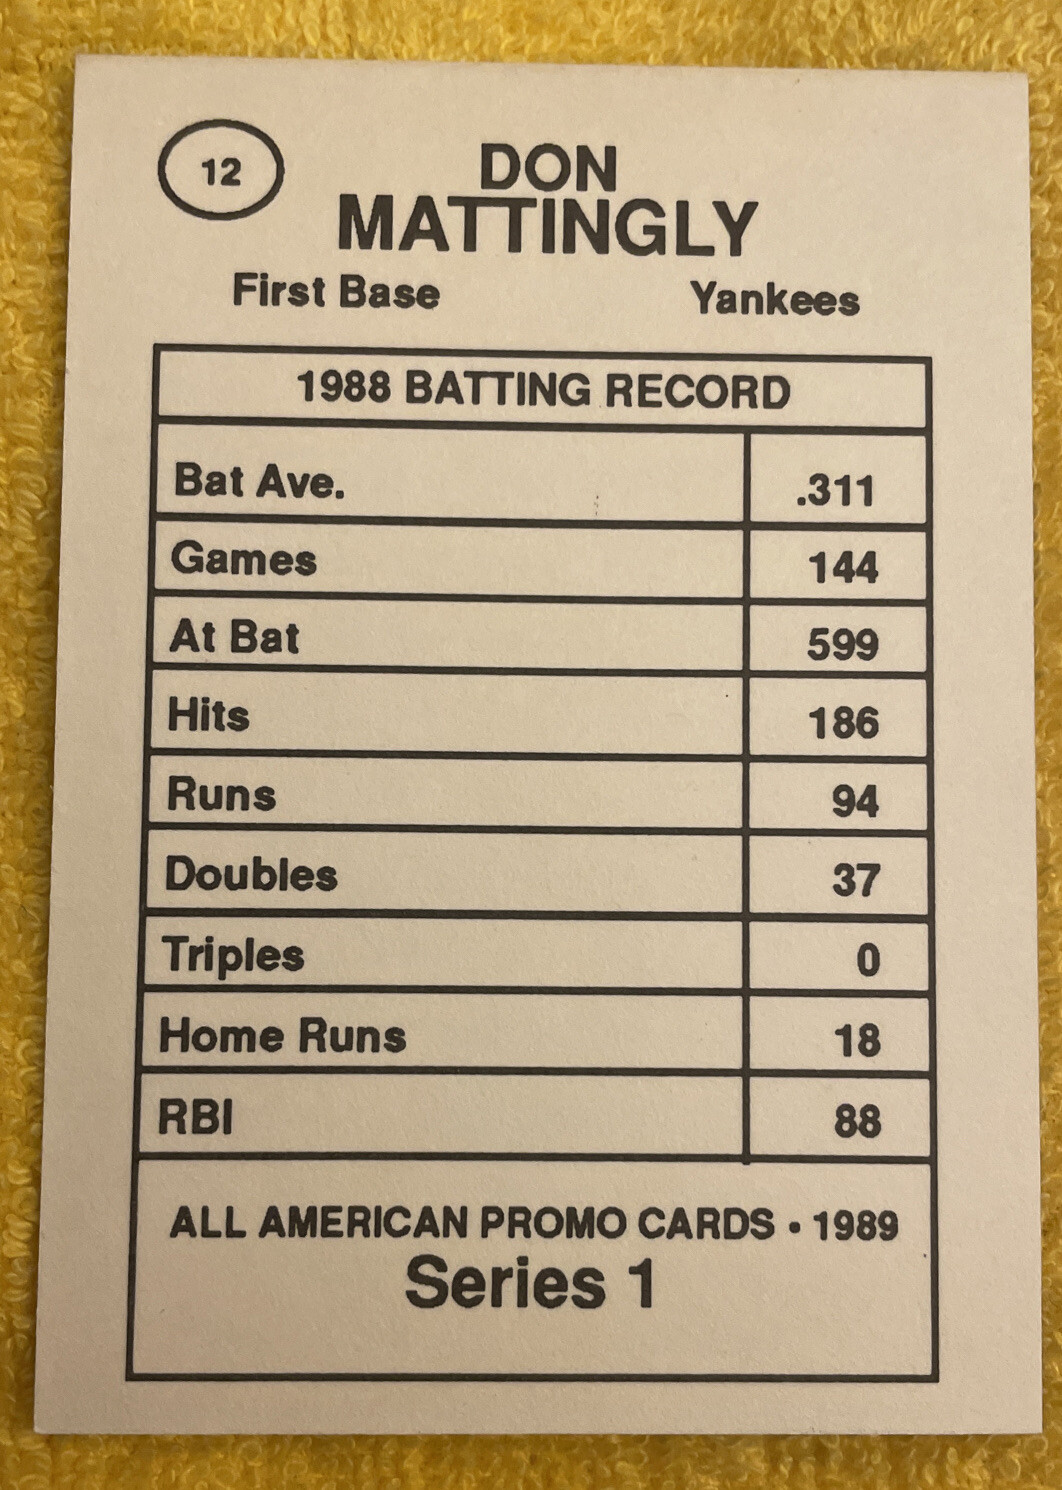 12
DON
MATTINGLY
First Base Yankees
1988 BATTING RECORD
Bat Ave. .311
Games 144
At Bat 599
Hits 186
Runs 94
Doubles 37
Triples 0
Home Runs 18
RBI 88
ALL AMERICAN PROMO CARDS • 1989
Series 1